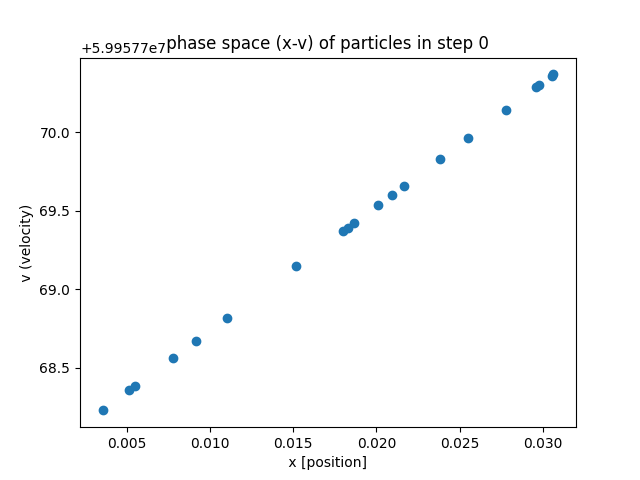 phase space (x-v) of particles in step 0
+5.99577e7
70.0
69.5
69.0
68.5
v (velocity)
0.005 0.010 0.015 0.020 0.025 0.030
x [position]